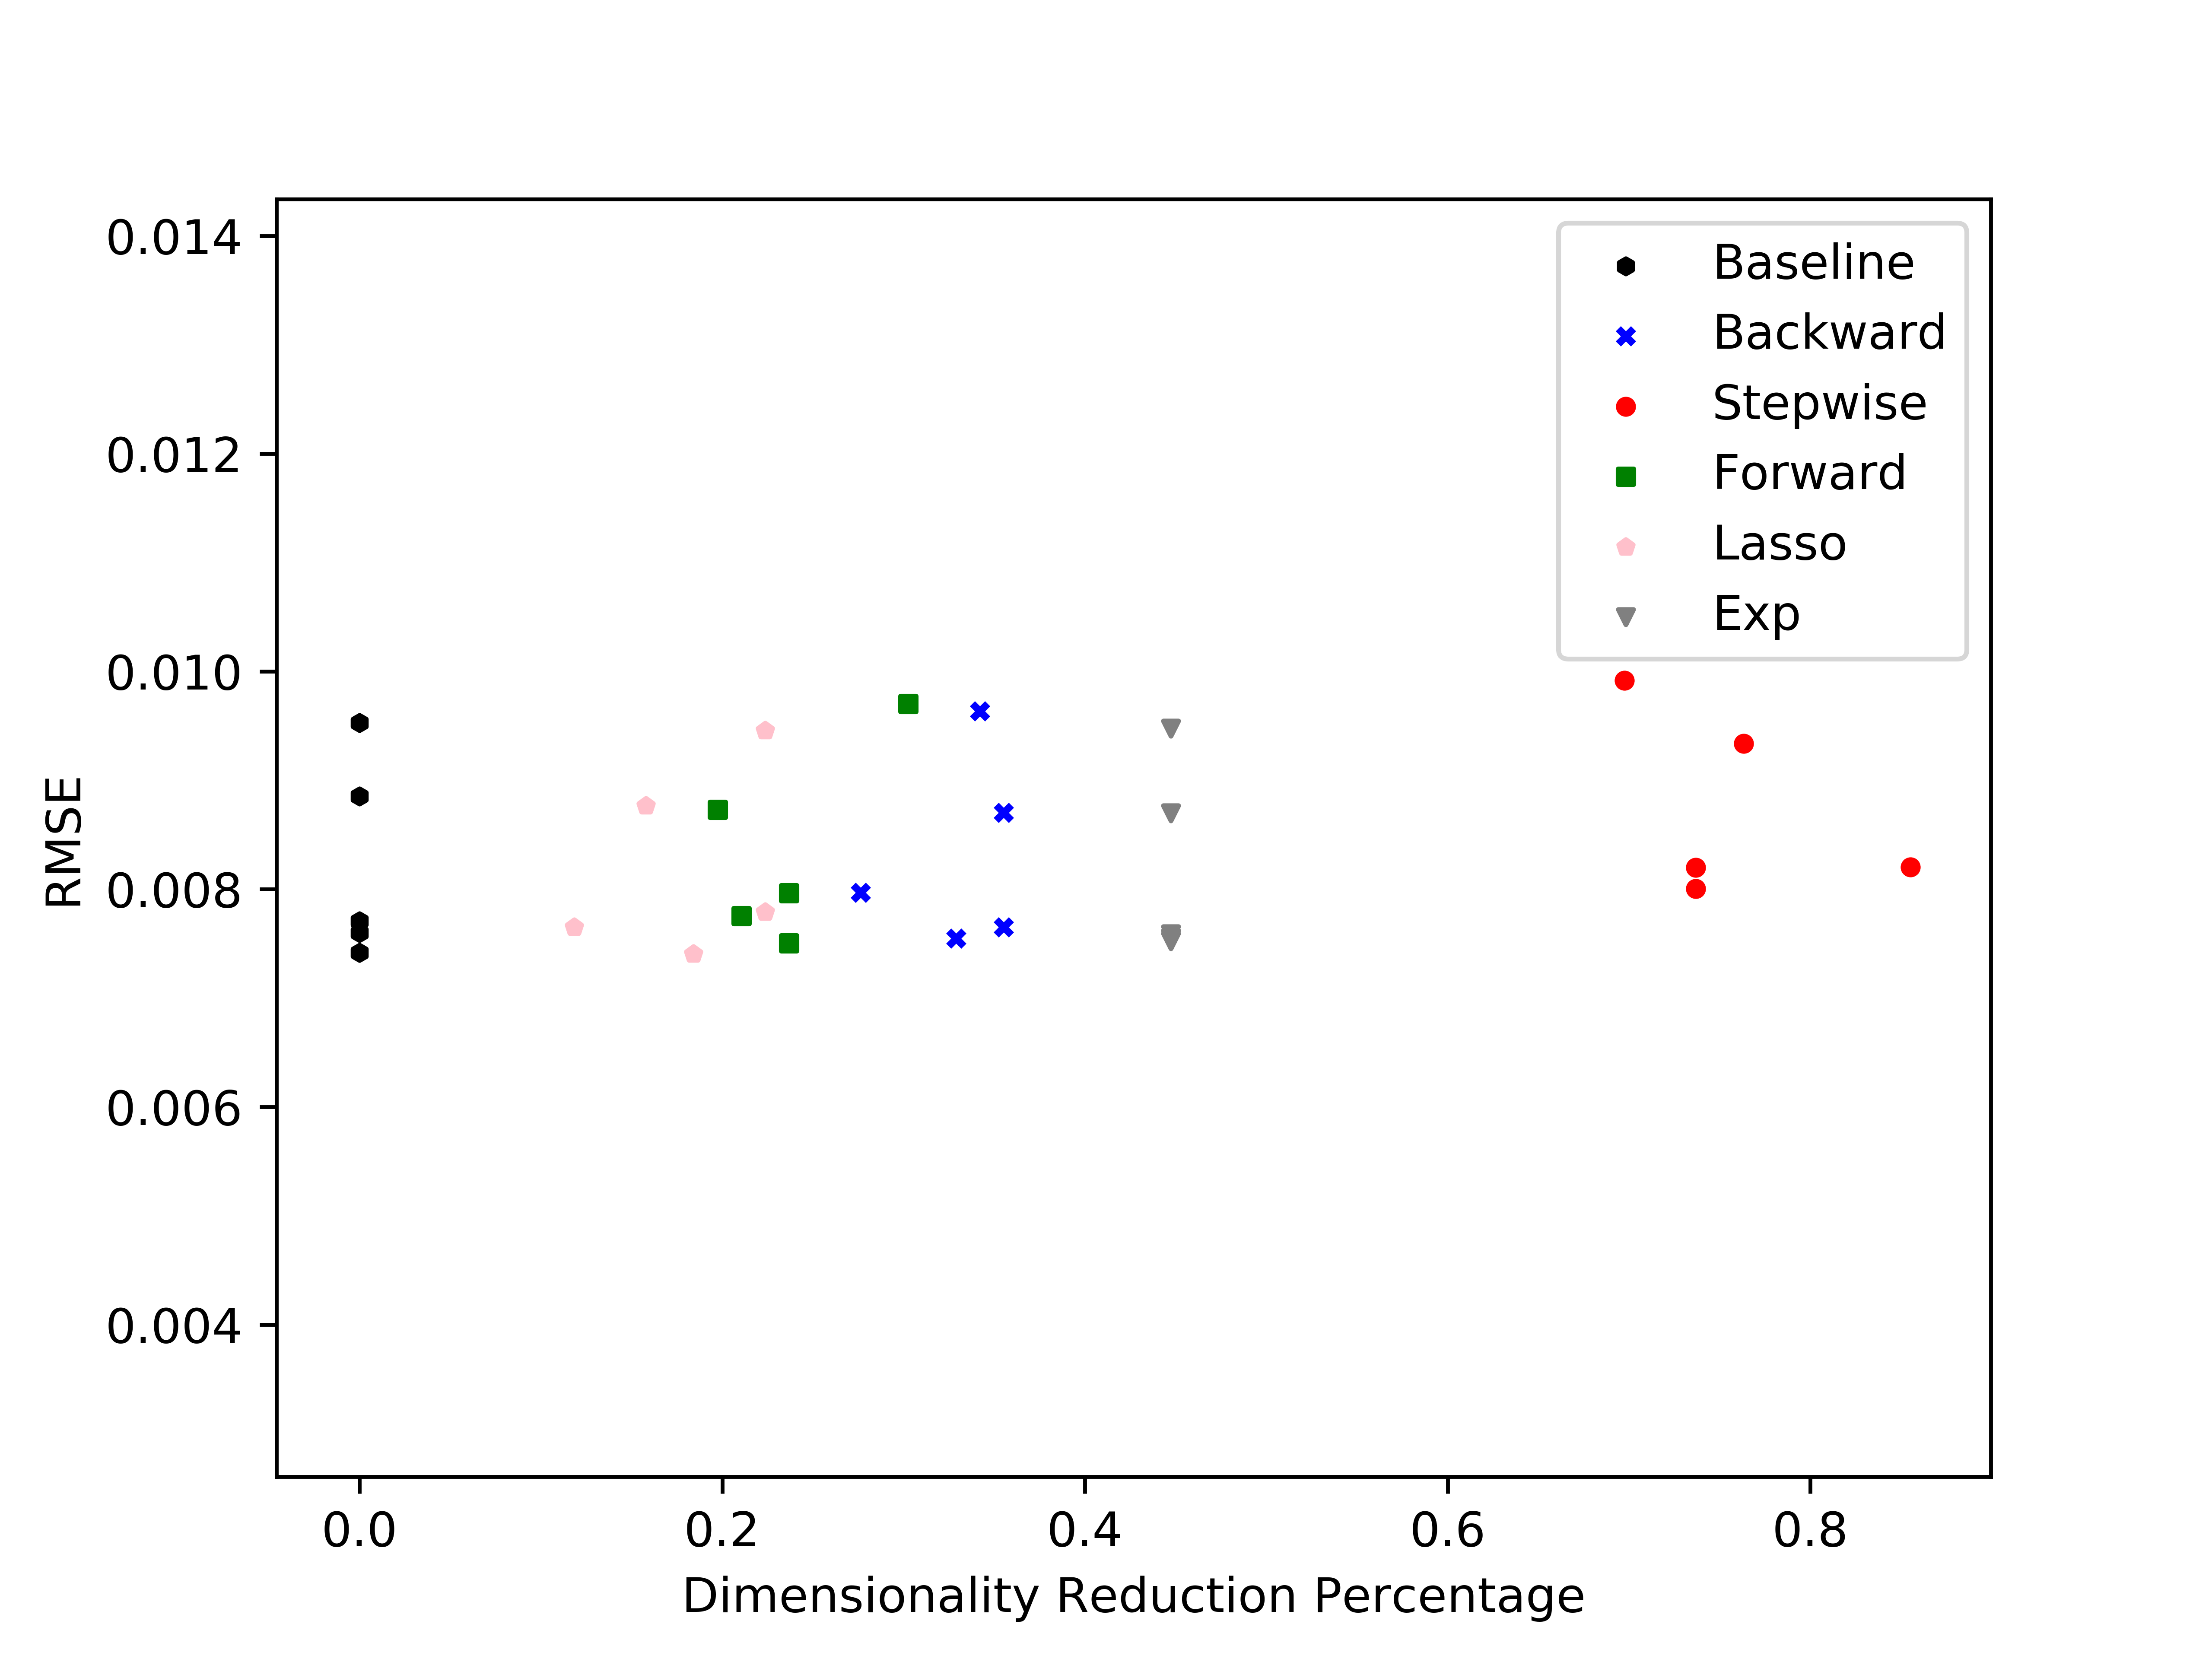 0.014
0.012
0.010
0.008
0.006
0.004
RMSE
Baseline
Backward
Stepwise
Forward
Lasso
Exp
0.0 0.2 0.4 0.6 0.8
Dimensionality Reduction Percentage